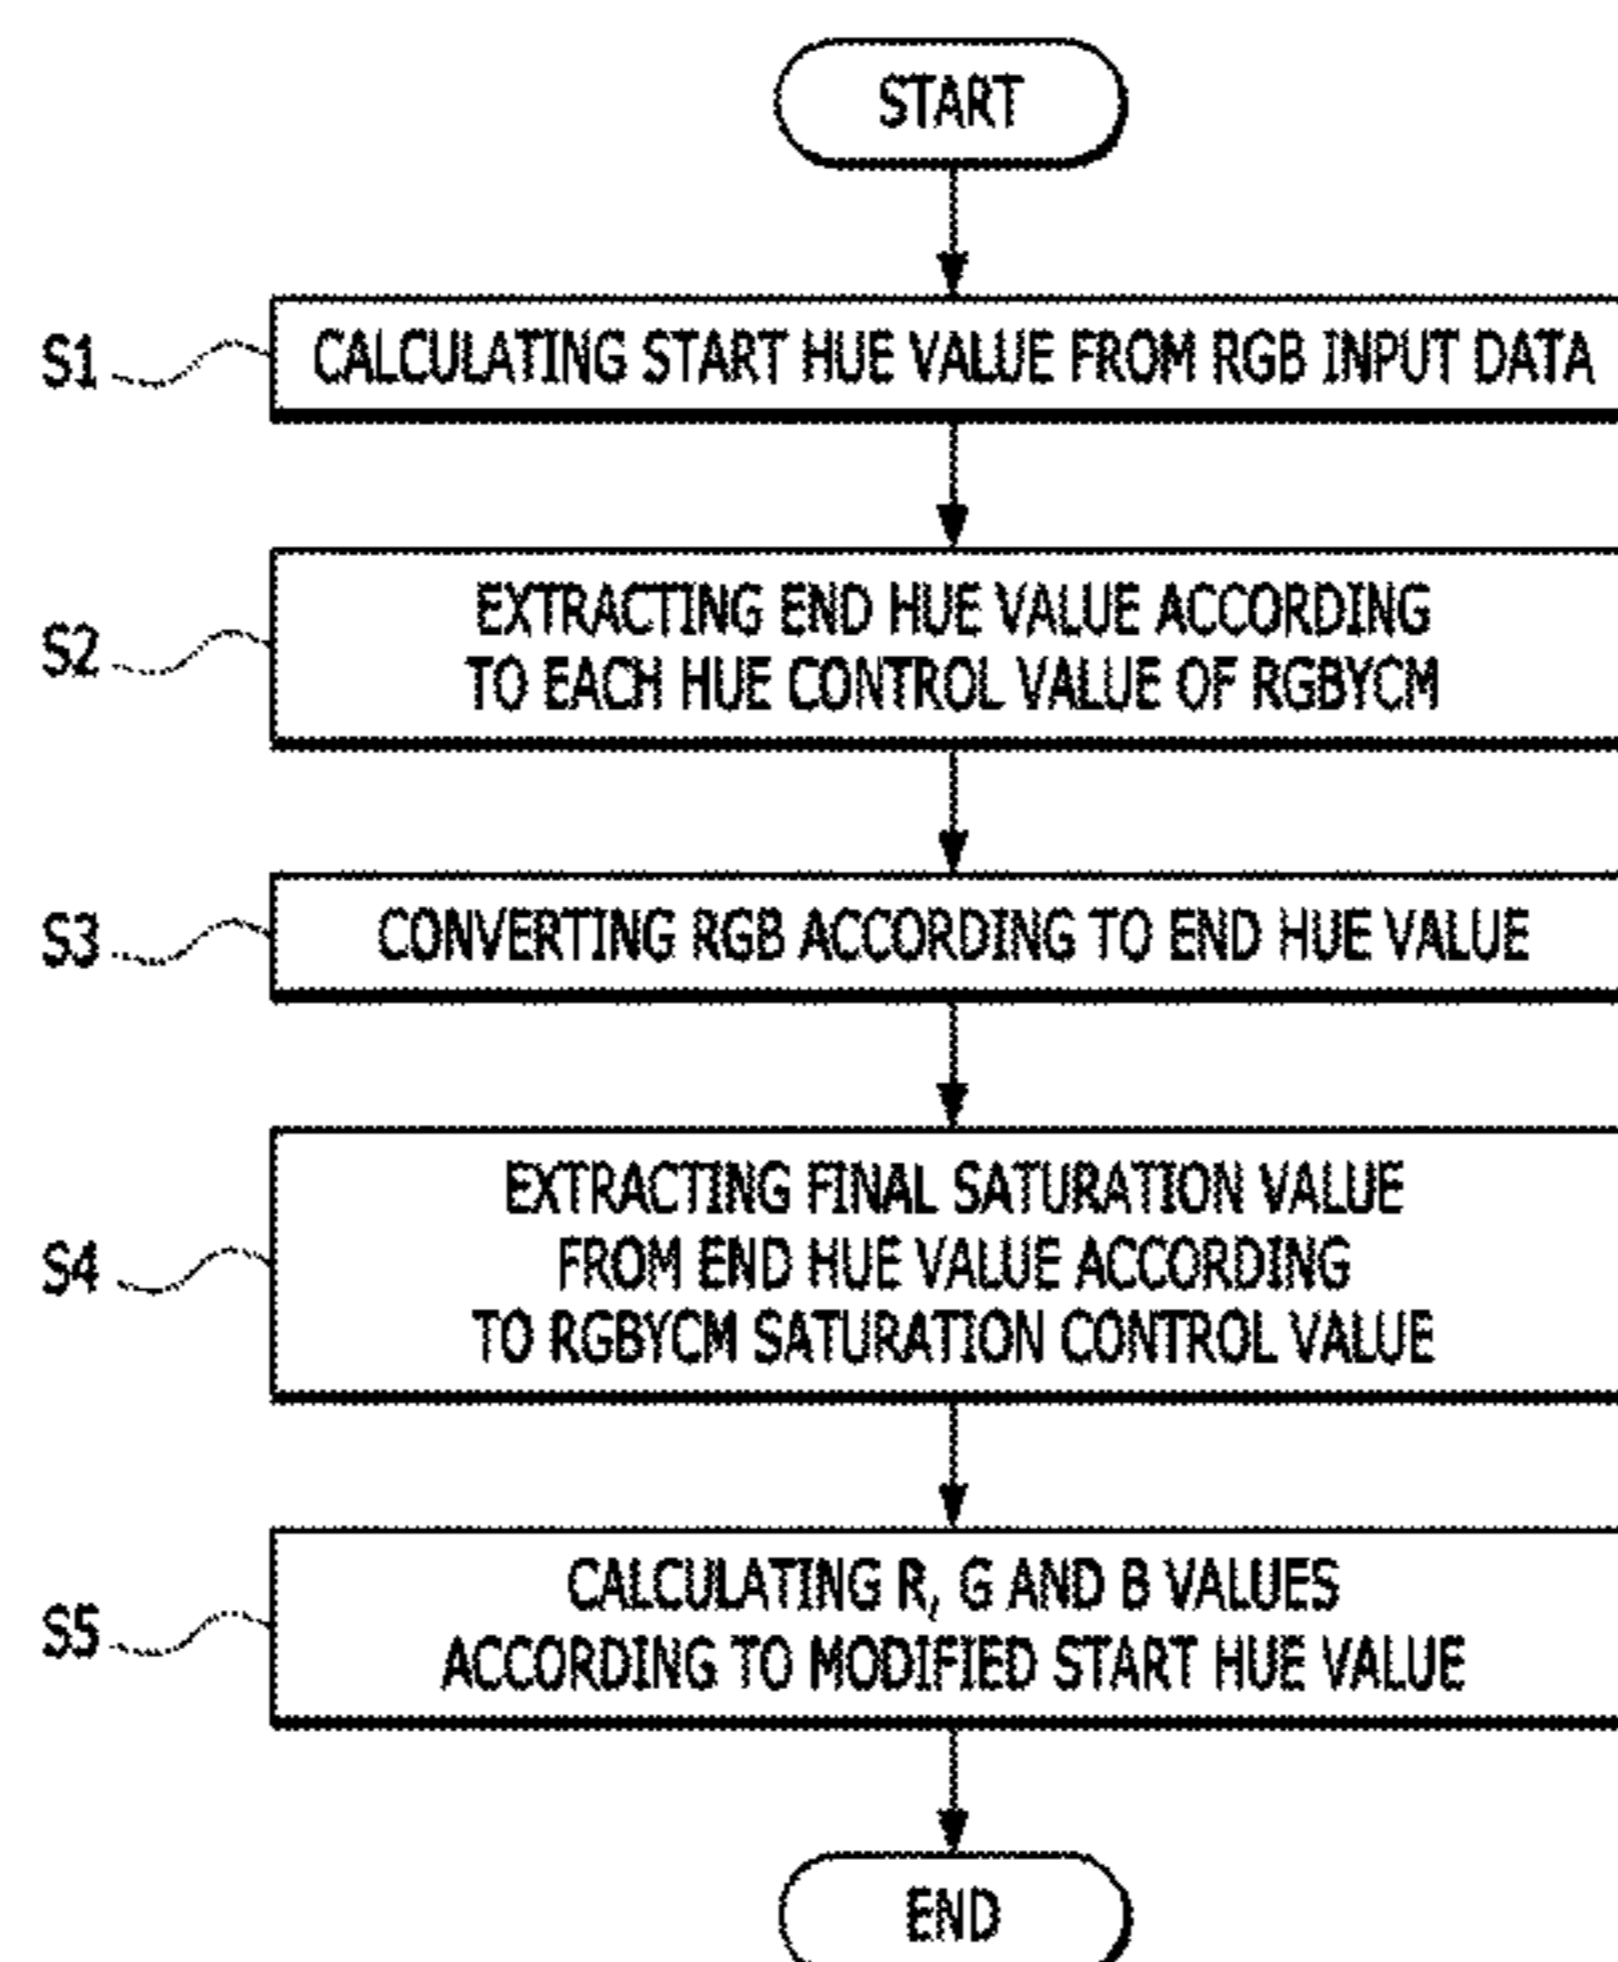 START
S1
CALCULATING START HUE VALUE FROM RGB INPUT DATA
S2
EXTRACTING END HUE VALUE ACCORDING
TO EACH HUE CONTROL VALUE OF RGBYCM
S3
CONVERTING RGB ACCORDING TO END HUE VALUE
S4
EXTRACTING FINAL SATURATION VALUE
FROM END HUE VALUE ACCORDING
TO RGBYCM SATURATION CONTROL VALUE
S5
CALCULATING R, G AND B VALUES
ACCORDING TO MODIFIED START HUE VALUE
END